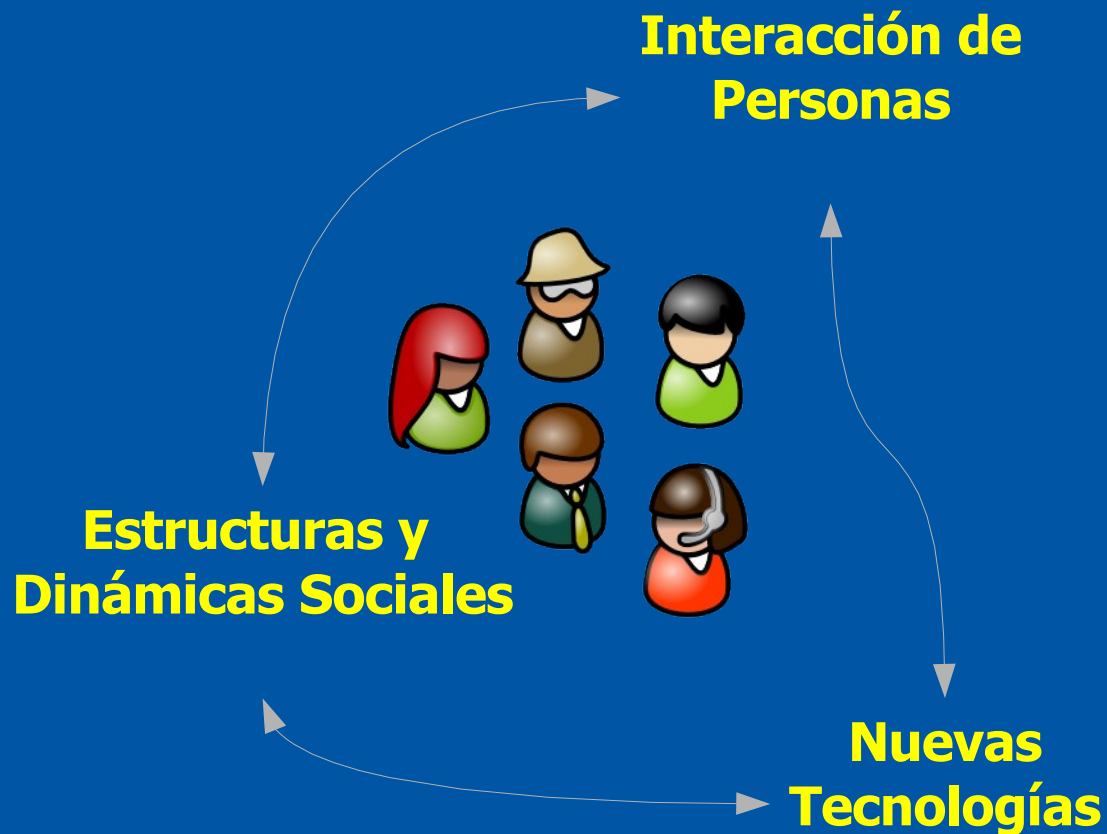 Interacción de
Personas
Estructuras y
Dinámicas Sociales
Nuevas
Tecnologías